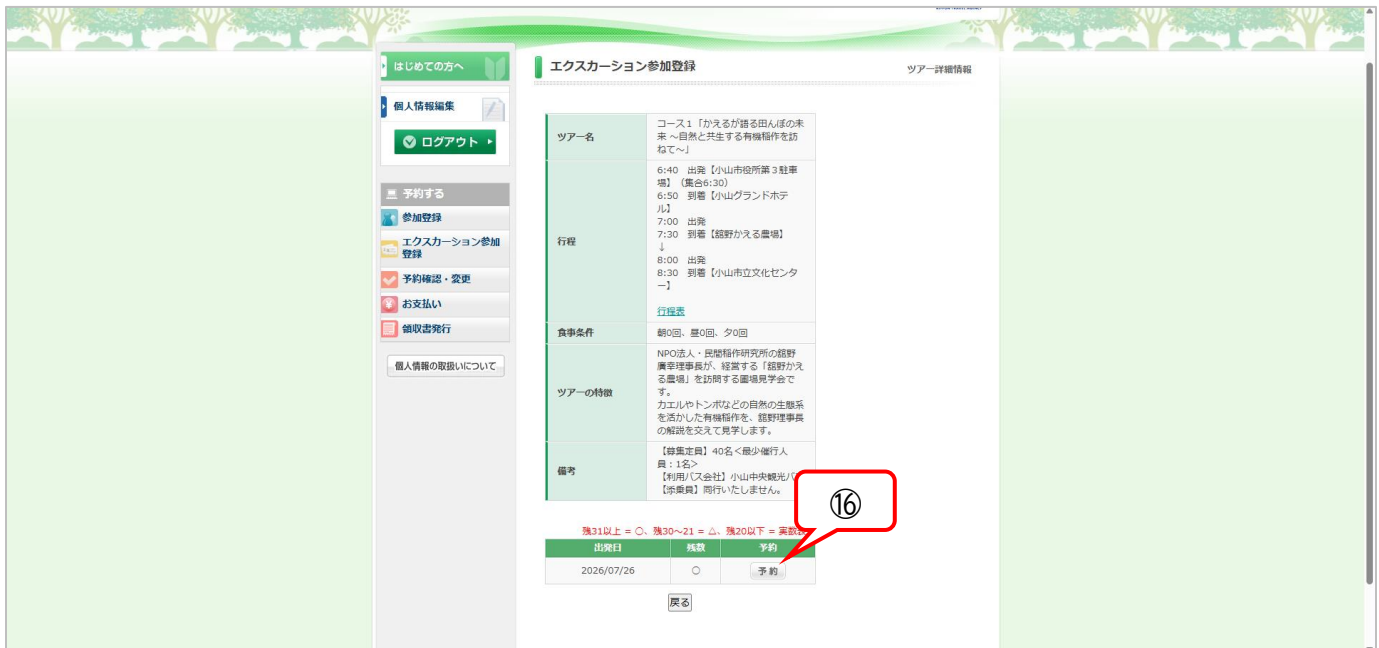 はじめての方へ
個人情報編集
ログアウト
予約する
参加登録
エクスカーション参加
登録
予約確認・変更
お支払い
領収書発行
個人情報の取扱いについて
エクスカーション参加登録
ツアー詳細情報
ツアー名
コース1「かえるが語る田んぼの未
来 ～自然と共生する有機稲作を訪
ねて～」
行程
6:40 出発【小山市役所第3駐車
場】（集合6:30）
6:50 到着【小山グランドホテ
ル】
7:00 出発
7:30 到着【舘野かえる農場】
↓
8:00 出発
8:30 到着【小山市立文化センタ
ー】
行程表
食事条件
朝0回、昼0回、夕0回
ツアーの特徴
NPO法人・民間稲作研究所の舘野
廣幸理事長が、経営する「舘野かえ
る農場」を訪問する圃場見学会で
す。
カエルやトンボなどの自然の生態系
を活かした有機稲作を、舘野理事長
の解説を交えて見学します。
備考
【募集定員】40名＜最少催行人
員：1名＞
【利用バス会社】小山中央観光バ
【添乗員】同行いたしません。
⑯
残31以上 = ○、残30～21 = △、残20以下 = 実数
出発日
残数
予約
2026/07/26
○
予約
戻る